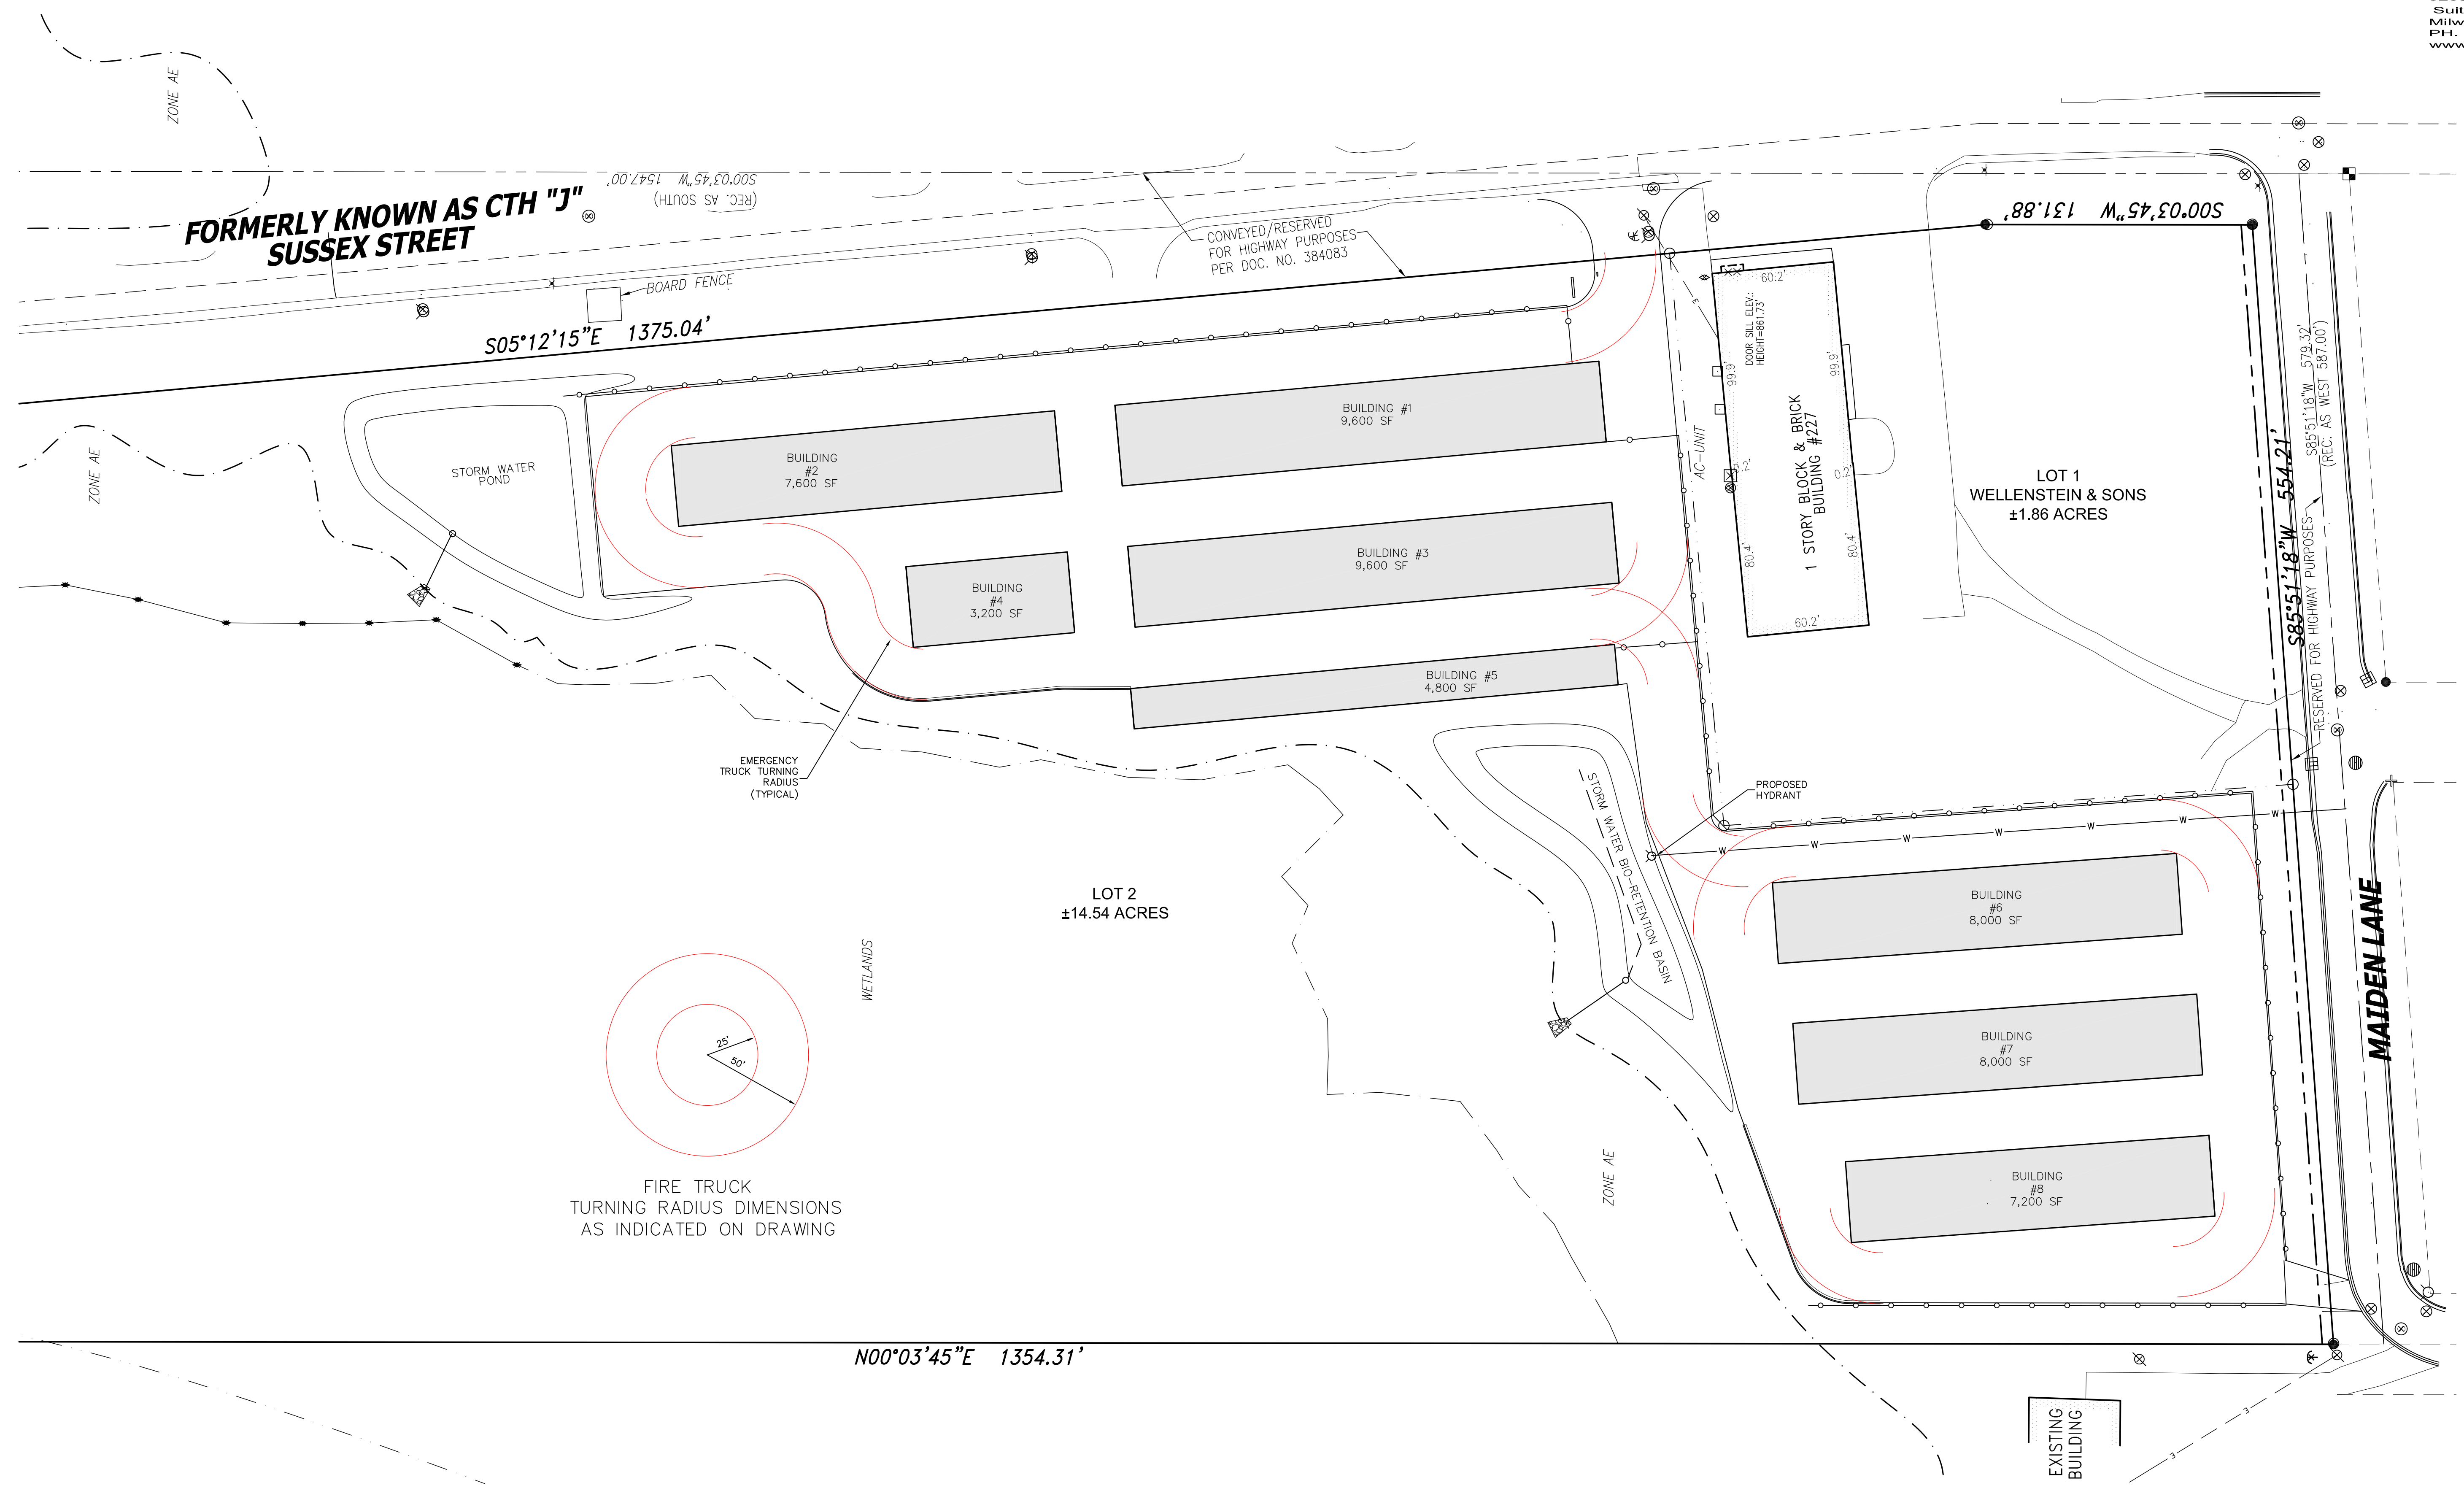 Suit
Milw
PH.
www
ZONE AE
FORMERLY KNOWN AS CTH "J"
SUSSEX STREET
S00°03'45"W 1547.00'
(REC. AS SOUTH)
CONVEYED/RESERVED
FOR HIGHWAY PURPOSES
PER DOC. NO. 384083
S00°03'45"W 131.88'
BOARD FENCE
S05°12'15"E 1375.04'
60.2'
DOOR SILL ELEV.:
HEIGHT=861.73'
99.9'
99.9'
E
1 STORY BLOCK & BRICK
BUILDING #227
AC-UNIT
0.2'
0.2'
80.4'
80.4'
60.2'
LOT 1
WELLENSTEIN & SONS
±1.86 ACRES
S85°51'18"W 554.21'
S85°51'18"W 579.32'
(REC. AS WEST 587.00')
RESERVED FOR HIGHWAY PURPOSES
ZONE AE
STORM WATER
POND
BUILDING #1
9,600 SF
BUILDING
#2
7,600 SF
BUILDING #3
9,600 SF
BUILDING
#4
3,200 SF
BUILDING #5
4,800 SF
EMERGENCY
TRUCK TURNING
RADIUS
(TYPICAL)
PROPOSED
HYDRANT
STORM WATER BIO-RETENTION BASIN
W
W
W
W
W
W
W
LOT 2
±14.54 ACRES
WETLANDS
BUILDING
#6
8,000 SF
BUILDING
#7
8,000 SF
BUILDING
#8
7,200 SF
MAIDEN LANE
25'
50'
FIRE TRUCK
TURNING RADIUS DIMENSIONS
AS INDICATED ON DRAWING
ZONE AE
N00°03'45"E 1354.31'
EXISTING
BUILDING
E
E